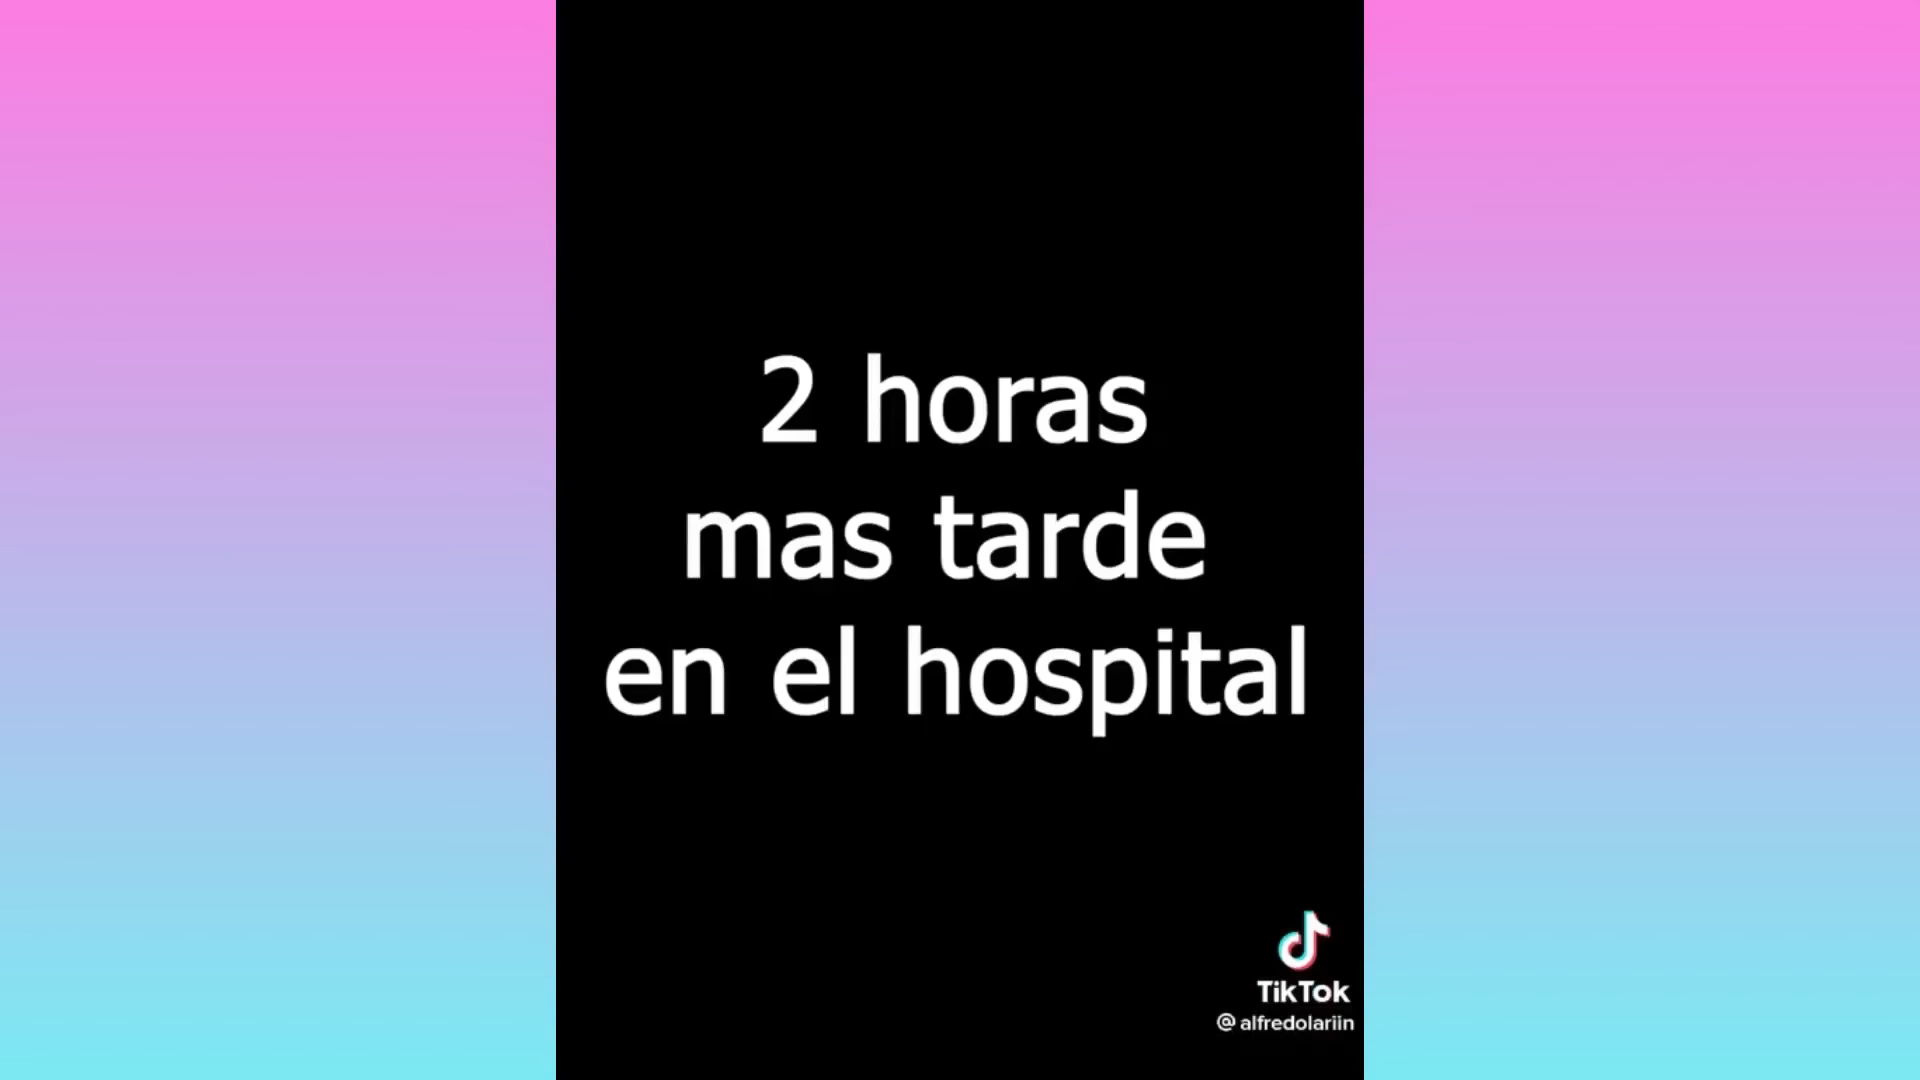 2 horas
mas tarde
en el hospital
TikTok
@alfredolariin